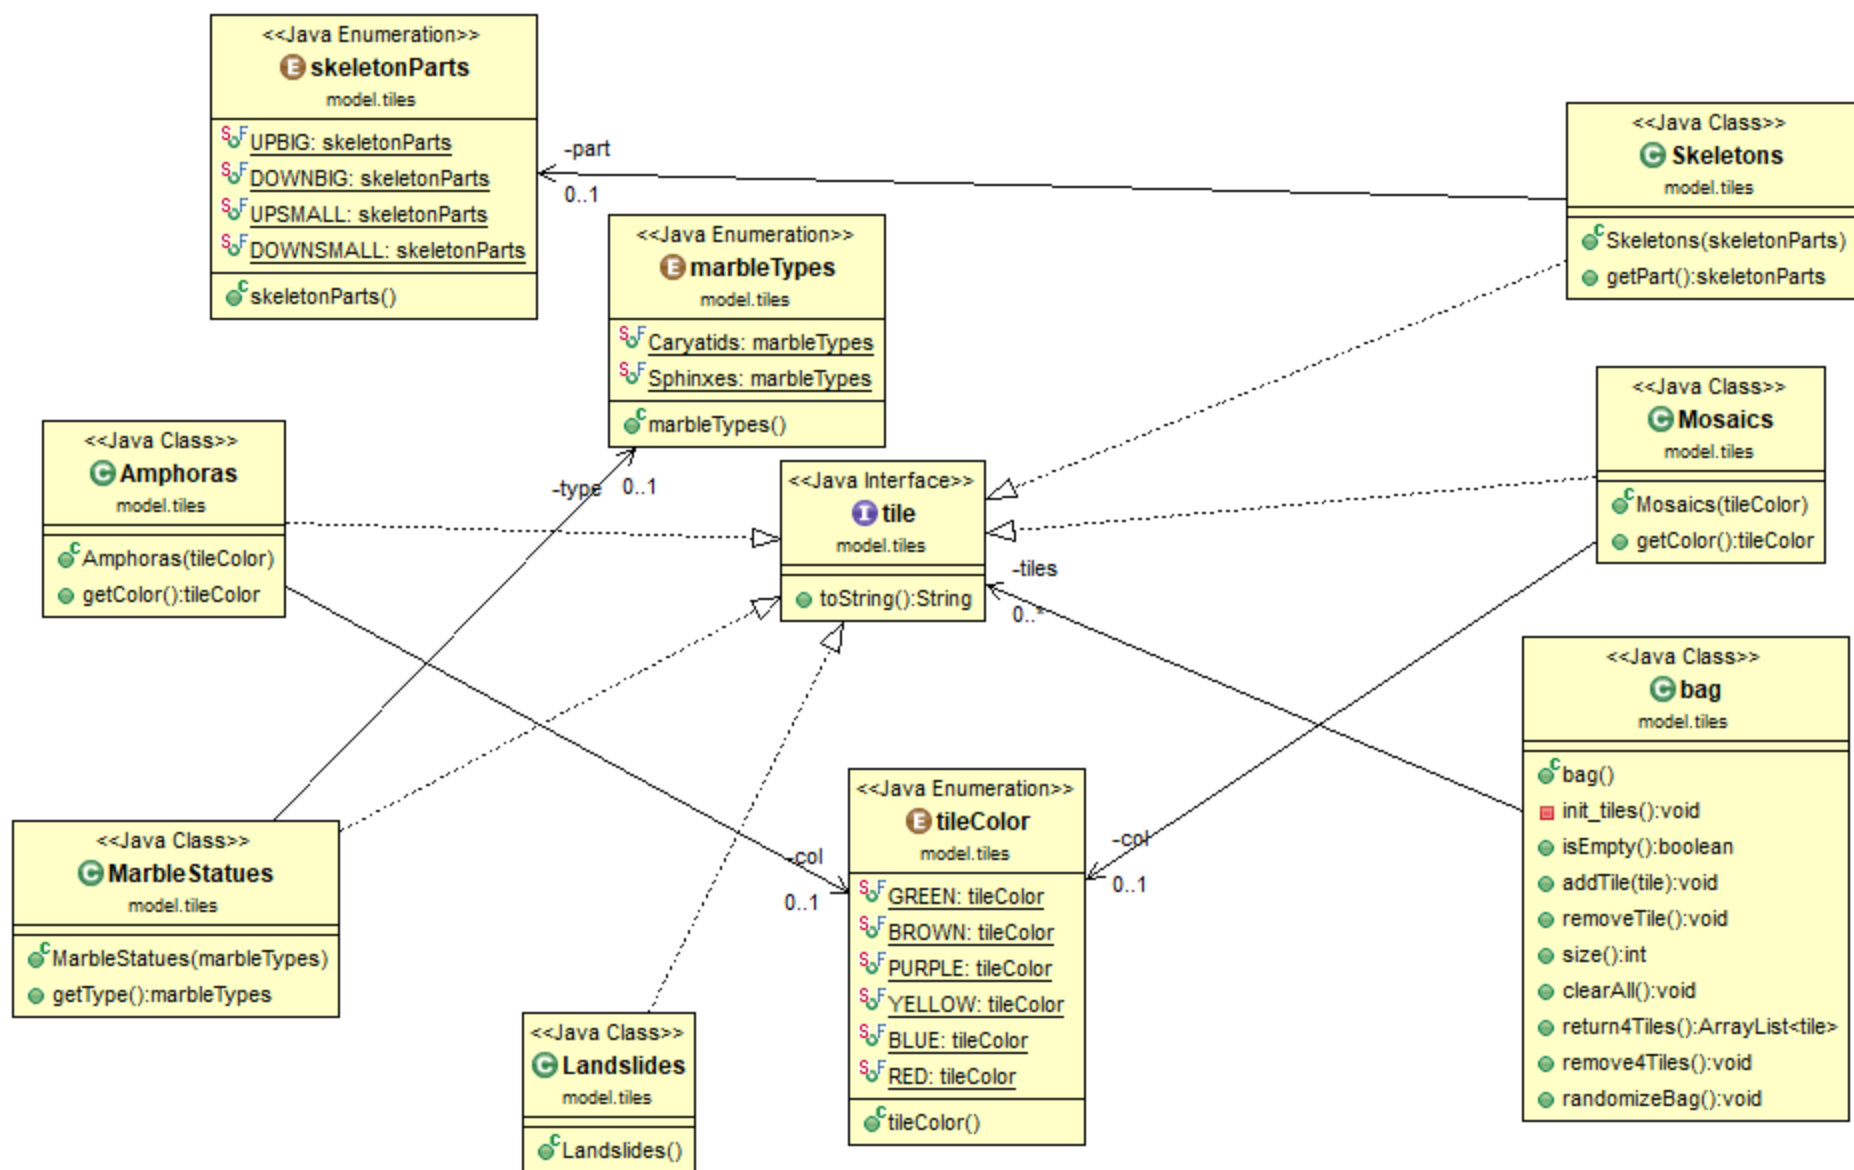 <<Java Enumeration>>
skeletonParts
model.tiles
UPBIG: skeletonParts
DOWNBIG: skeletonParts
UPSMALL: skeletonParts
DOWNSMALL: skeletonParts
skeletonParts()
-part
0..1
<<Java Class>>
Skeletons
model.tiles
Skeletons(skeletonParts)
getPart():skeletonParts
<<Java Enumeration>>
marbleTypes
model.tiles
Caryatids: marbleTypes
Sphinxes: marbleTypes
marbleTypes()
-type
0..1
<<Java Class>>
Amphoras
model.tiles
Amphoras(tileColor)
getColor():tileColor
<<Java Interface>>
tile
model.tiles
toString():String
-tiles
0..*
<<Java Class>>
Mosaics
model.tiles
Mosaics(tileColor)
getColor():tileColor
<<Java Class>>
bag
model.tiles
bag()
init_tiles():void
isEmpty():boolean
addTile(tile):void
removeTile():void
size():int
clearAll():void
return4Tiles():ArrayList<tile>
remove4Tiles():void
randomizeBag():void
<<Java Class>>
MarbleStatues
model.tiles
MarbleStatues(marbleTypes)
getType():marbleTypes
-col
0..1
<<Java Enumeration>>
tileColor
model.tiles
GREEN: tileColor
BROWN: tileColor
PURPLE: tileColor
YELLOW: tileColor
BLUE: tileColor
RED: tileColor
tileColor()
-col
0..1
<<Java Class>>
Landslides
model.tiles
Landslides()